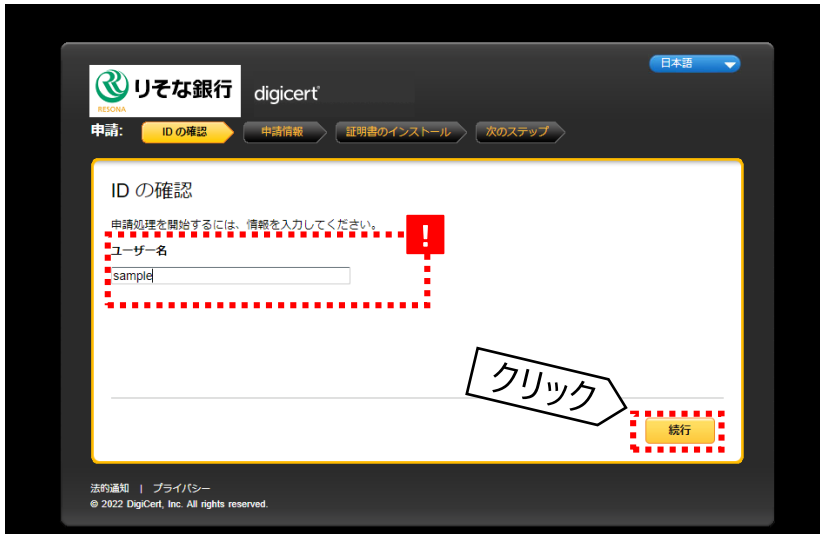 日本語
りそな銀行
RESONA
digicert
申請:
ID の確認
申請情報
証明書のインストール
次のステップ
ID の確認
申請処理を開始するには、情報を入力してください。
!
ユーザー名
sample
クリック
続行
法的通知 | プライバシー
© 2022 DigiCert, Inc. All rights reserved.